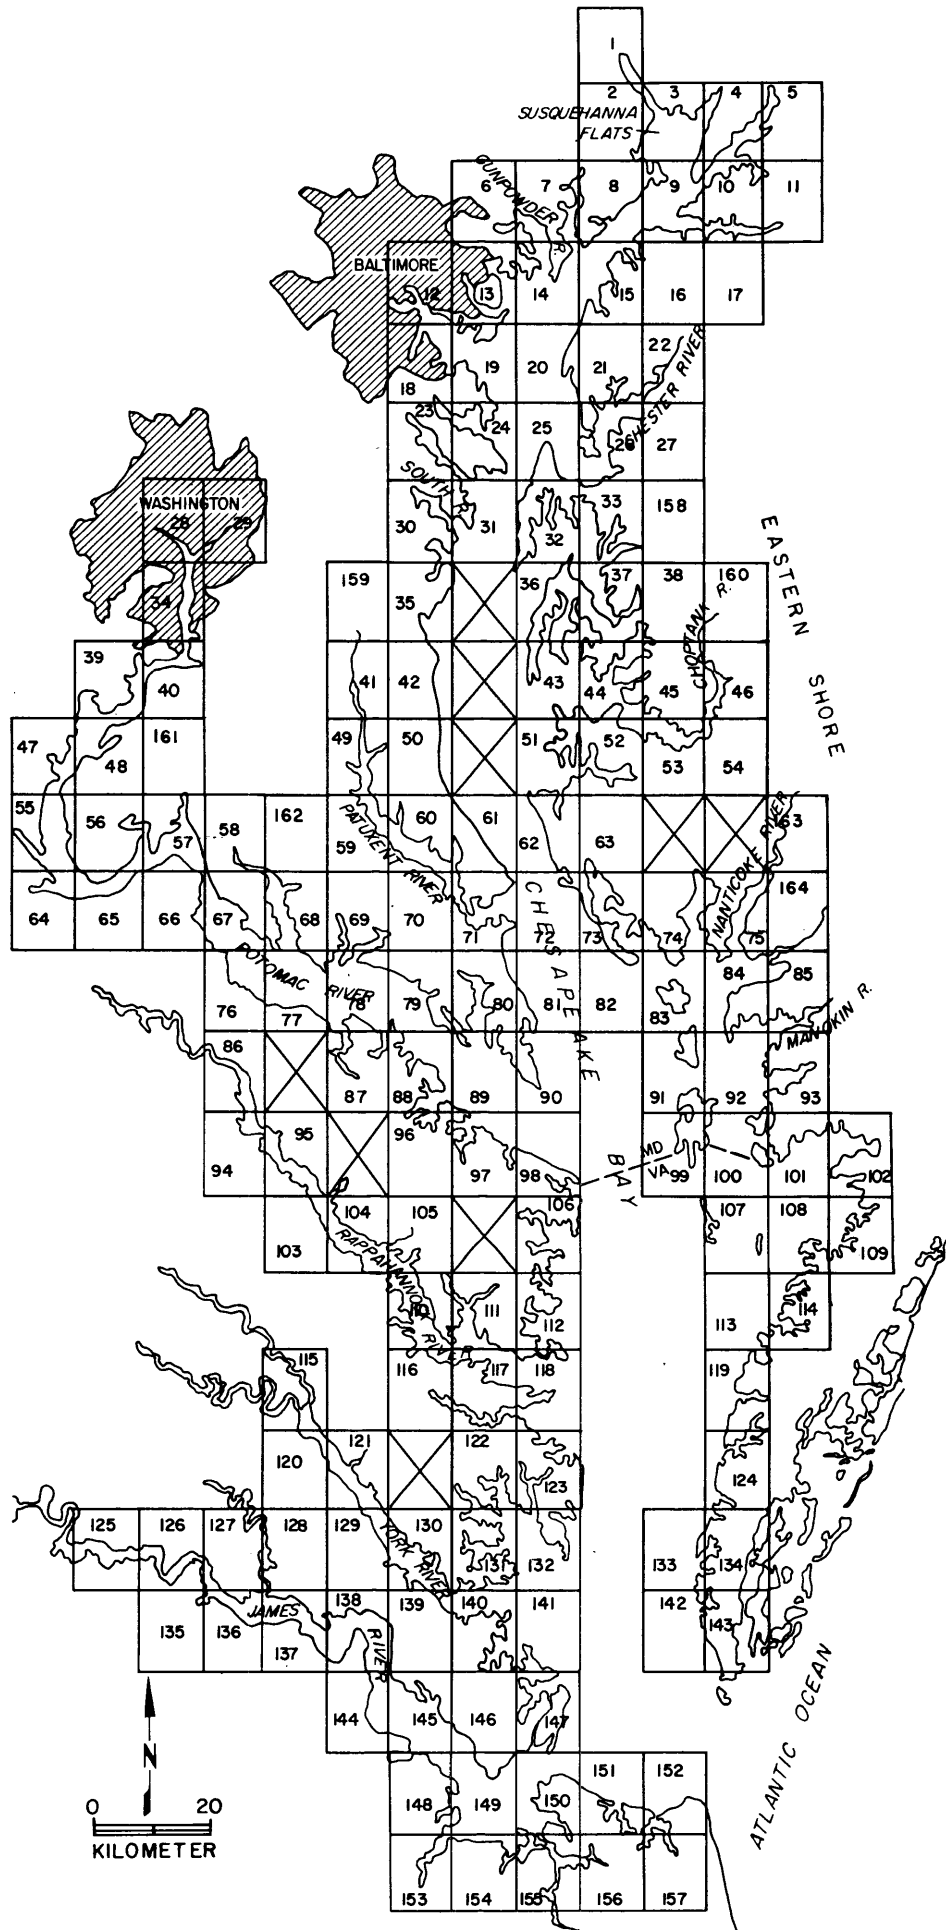 1
2 3 4 5
SUSQUEHANNA
FLATS
6 7 8 9 10 11
GUNPOWDER R.
BALTIMORE
12 13 14 15 16 17
18 19 20 21 22
CHESTER RIVER
23 24 25 26 27
SOUTH
WASHINGTON
28 29 30 31 32 33 158
EASTERN SHORE
34 159 35 36 37 38 160
CHOPTANK R.
39 40 41 42 43 44 45 46
47 48 161 49 50 51 52 53 54
55 56 57 58 162 59 60 61 62 63 63
PATUXENT RIVER
NANTICOKE RIVER
64 65 66 67 68 69 70 71 72 73 74 75 164
CHESAPEAKE
POTOMAC RIVER
76 77 78 79 80 81 82 83 84 85
MANOKIN R.
86 87 88 89 90 91 92 93
94 95 96 97 98 99 100 101 102
MD
VA
BAY
103 104 105 106 107 108 109
RAPPAHANNOCK RIVER
110 111 112 113 114
115 116 117 118 119
120 121 122 123 124
125 126 127 128 129 130 131 132 133 134
YORK RIVER
135 136 137 138 139 140 141 142 143
JAMES RIVER
144 145 146 147
ATLANTIC OCEAN
N
148 149 150 151 152
0 20
KILOMETER
153 154 155 156 157